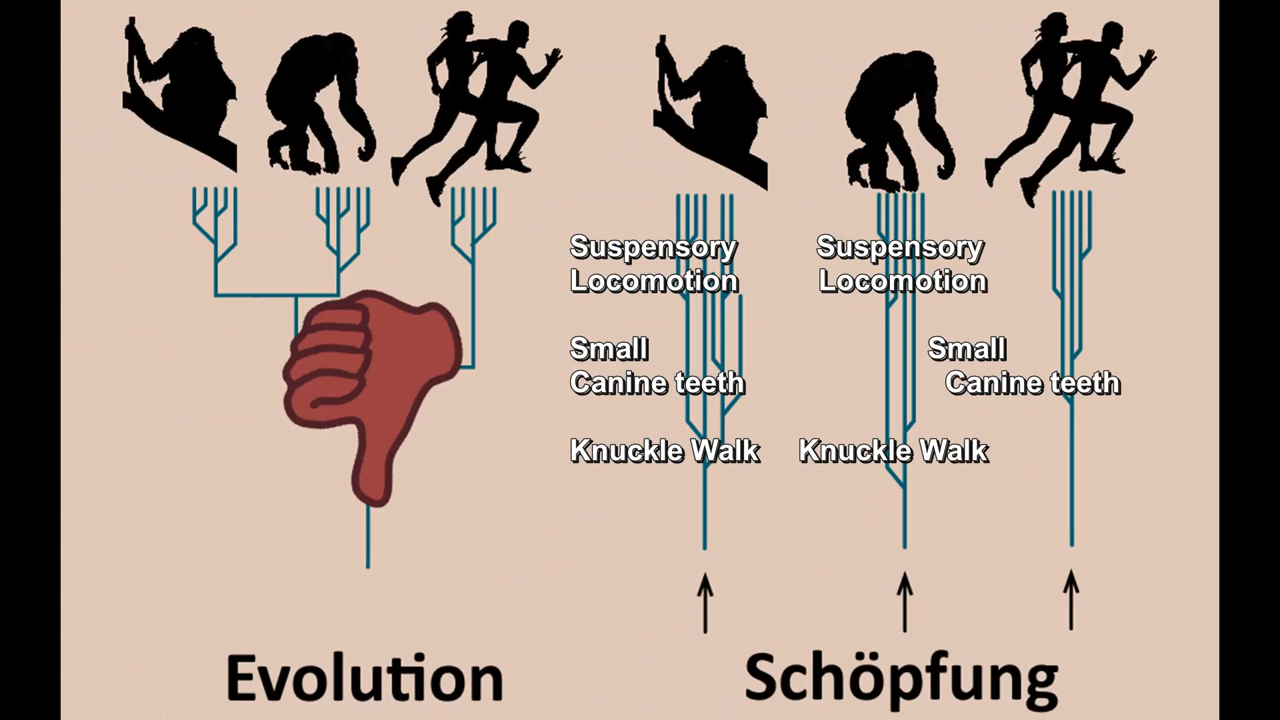 Suspensory
Locomotion
Small
Canine teeth
Knuckle Walk
Suspensory
Locomotion
Small
Canine teeth
Knuckle Walk
Evolution
Schöpfung